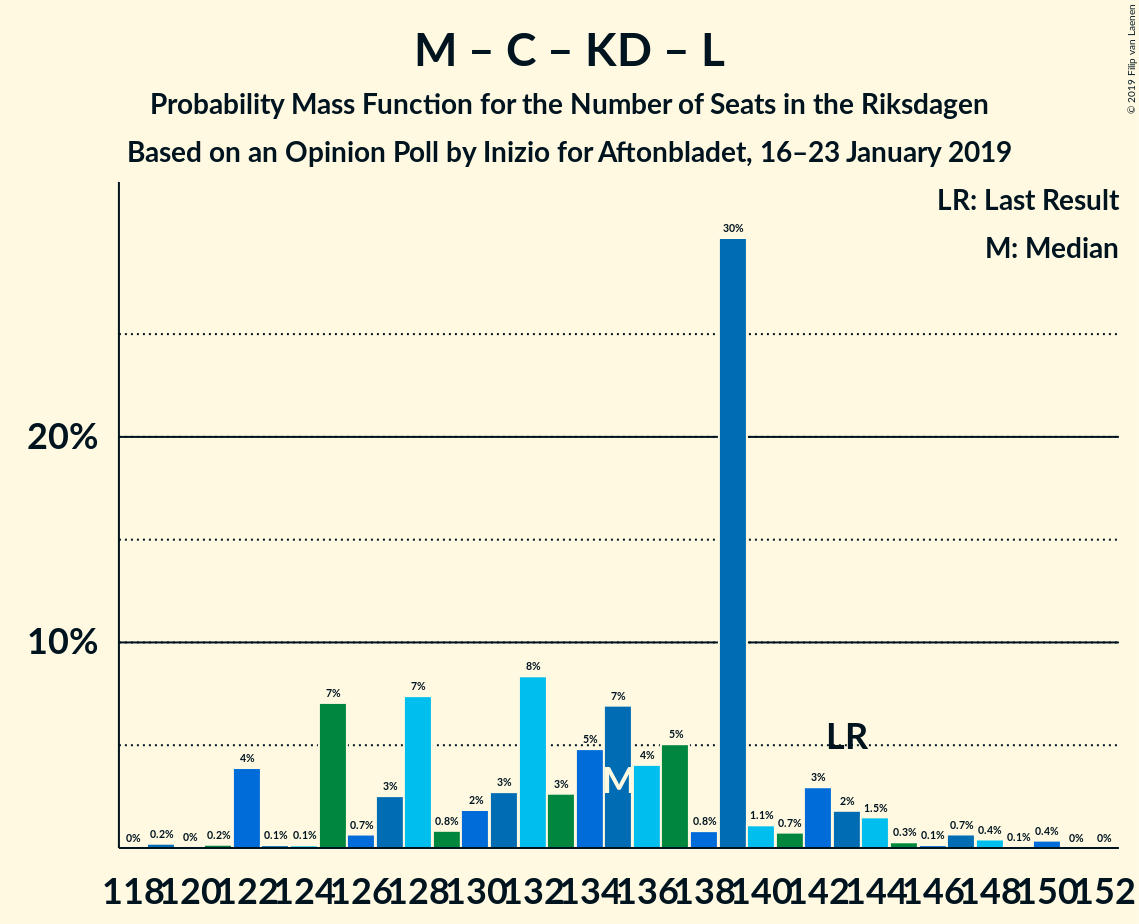 M – C – KD – L
Probability Mass Function for the Number of Seats in the Riksdagen
Based on an Opinion Poll by Inizio for Aftonbladet, 16–23 January 2019
© 2019 Filip van Laenen
LR: Last Result
M: Median
20%
10%
0% 0.2% 0% 0.2% 4% 0.1% 0.1% 7% 0.7% 3% 7% 0.8% 2% 3% 8% 3% 5% 7% 4% 5% 0.8% 30% 1.1% 0.7% 3% 2% 1.5% 0.3% 0.1% 0.7% 0.4% 0.1% 0.4% 0% 0%
M
LR
118 120 122 124 126 128 130 132 134 136 138 140 142 144 146 148 150 152